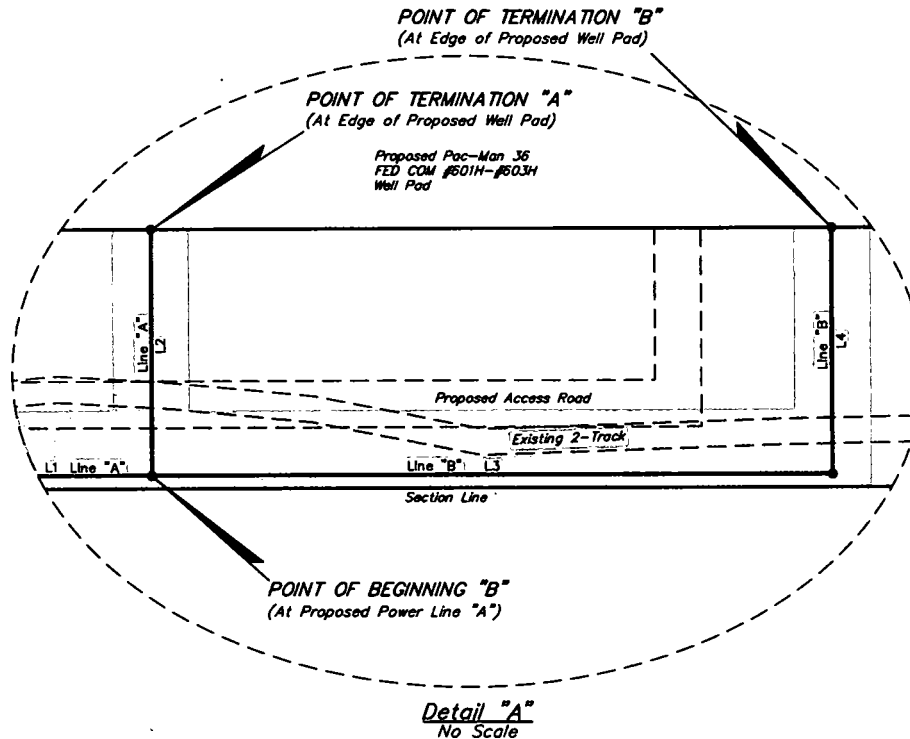 POINT OF TERMINATION "B"
(At Edge of Proposed Well Pad)
POINT OF TERMINATION "A"
(At Edge of Proposed Well Pad)
Proposed Pac-Man 36
FED COM #601H-#603H
Well Pad
Line "A"
L2
Line "B"
L4
Proposed Access Road
Existing 2-Track
L1 Line "A"
Line "B" L3
Section Line
POINT OF BEGINNING "B"
(At Proposed Power Line "A")
Detail "A"
No Scale